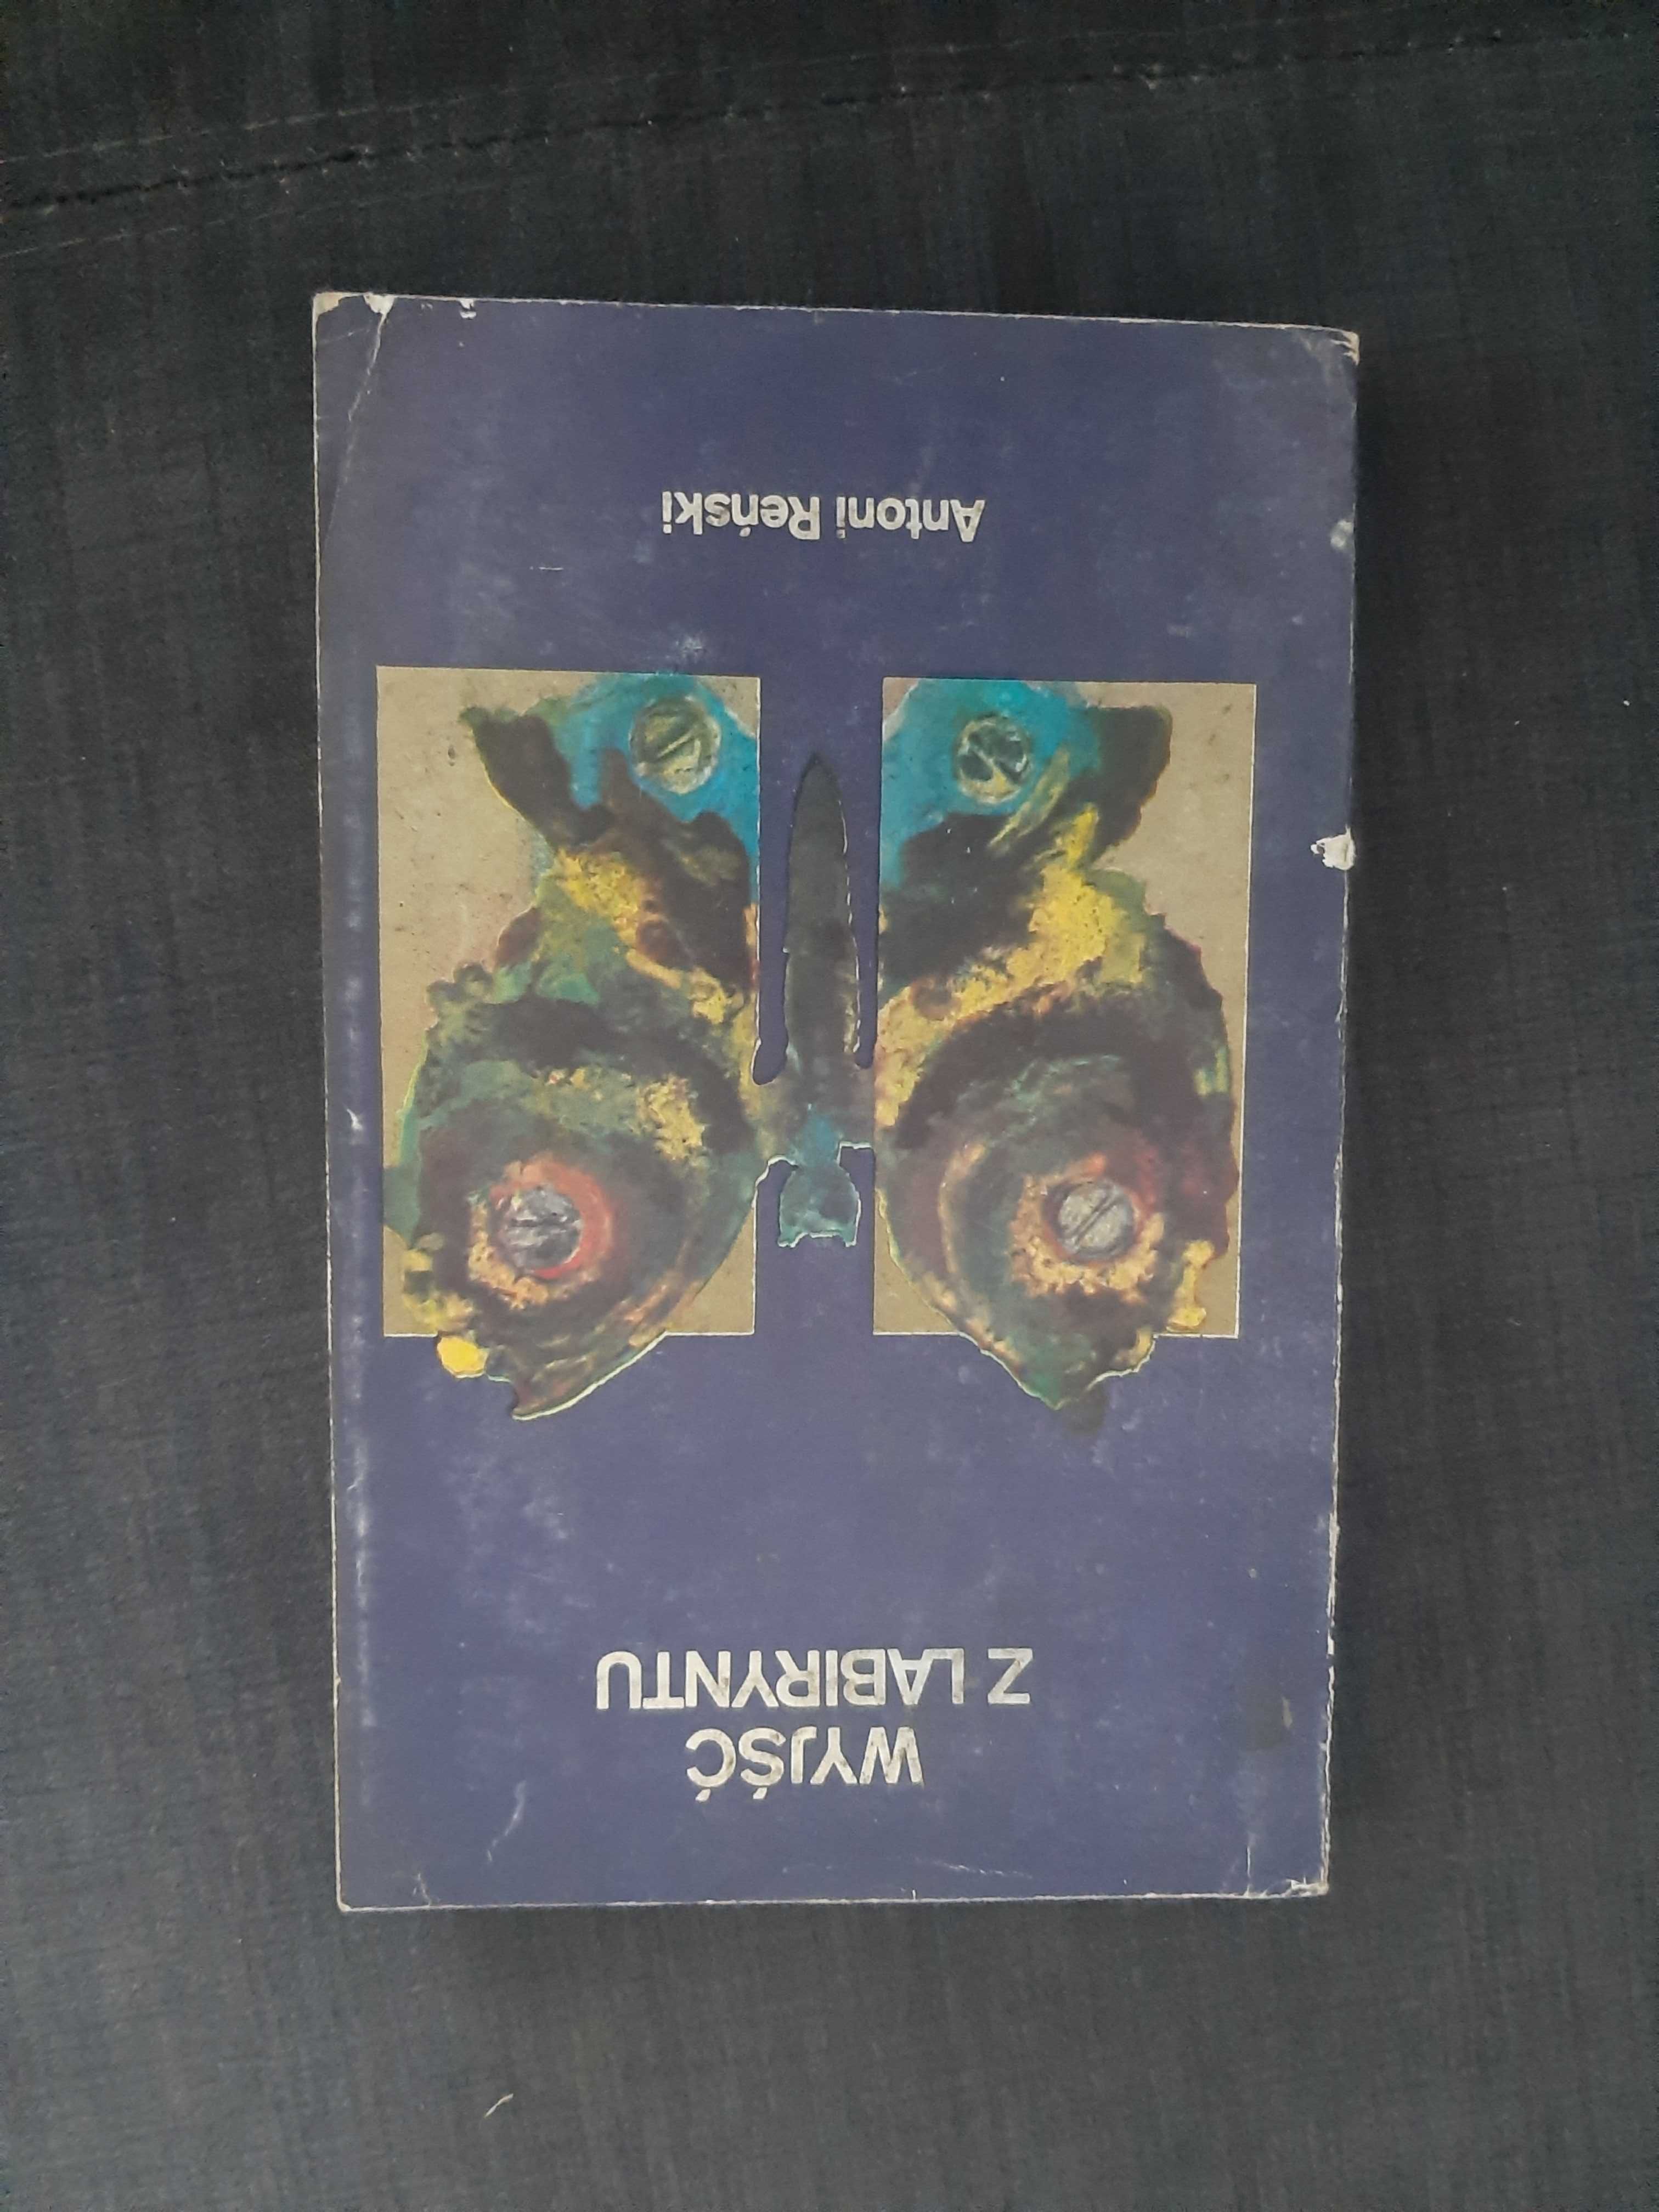 WYJŚĆ
Z LABIRYNTU
Antoni Reński